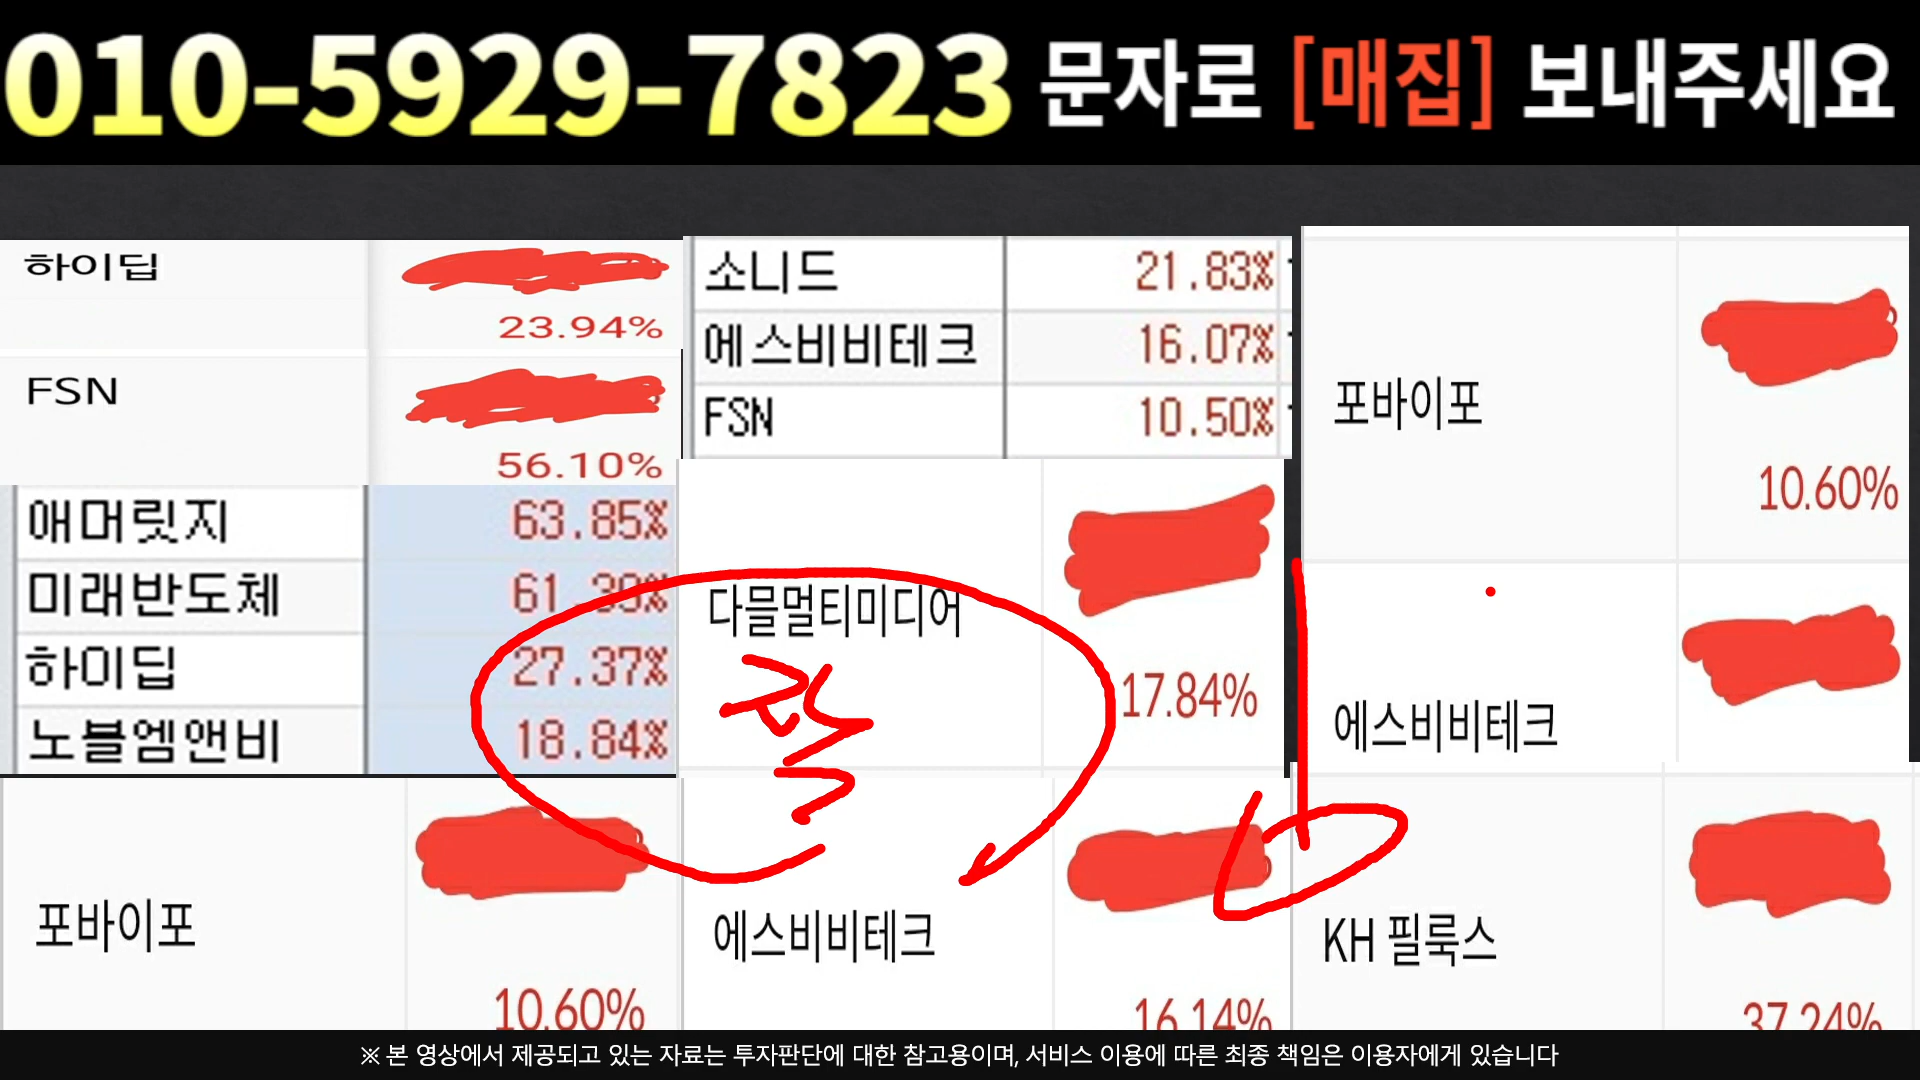 010-5929-7823 문자로 [매집] 보내주세요
하이딥
23.94%
FSN
56.10%
애머릿지 63.85%
미래반도체 61.39%
하이딥 27.37%
노블엠앤비 18.84%
소니드 21.83%
에스비비테크 16.07%
FSN 10.50%
다믈멀티미디어
17.84%
포바이포
10.60%
에스비비테크
포바이포
10.60%
에스비비테크
16.14%
KH 필룩스
37.24%
※ 본 영상에서 제공되고 있는 자료는 투자판단에 대한 참고용이며, 서비스 이용에 따른 최종 책임은 이용자에게 있습니다